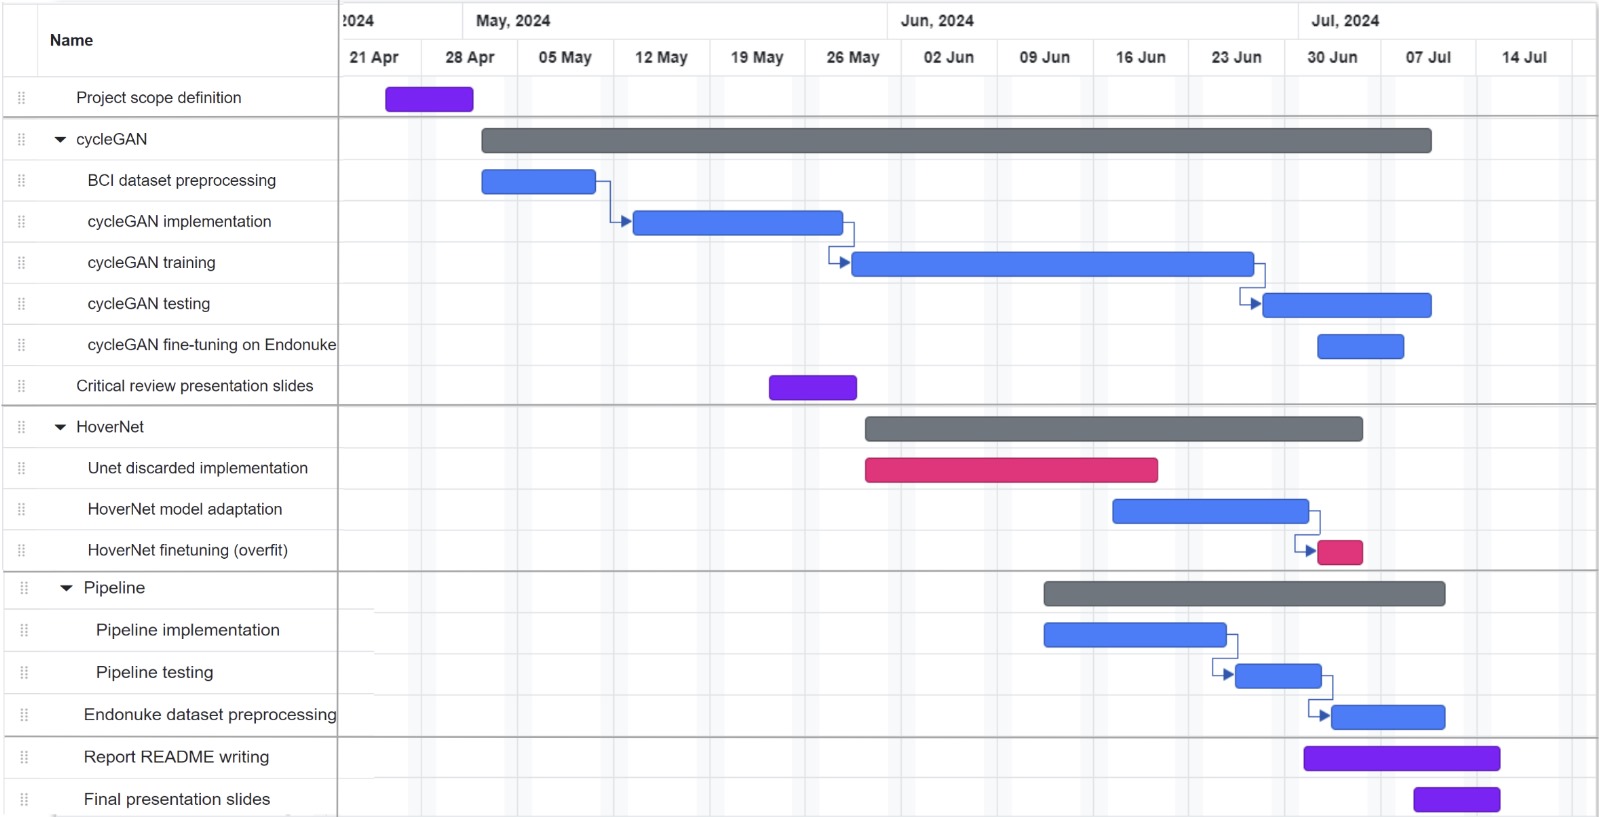 2024 May, 2024 Jun, 2024 Jul, 2024
Name
21 Apr 28 Apr 05 May 12 May 19 May 26 May 02 Jun 09 Jun 16 Jun 23 Jun 30 Jun 07 Jul 14 Jul
Project scope definition
cycleGAN
BCI dataset preprocessing
cycleGAN implementation
cycleGAN training
cycleGAN testing
cycleGAN fine-tuning on Endonuke
Critical review presentation slides
HoverNet
Unet discarded implementation
HoverNet model adaptation
HoverNet finetuning (overfit)
Pipeline
Pipeline implementation
Pipeline testing
Endonuke dataset preprocessing
Report README writing
Final presentation slides